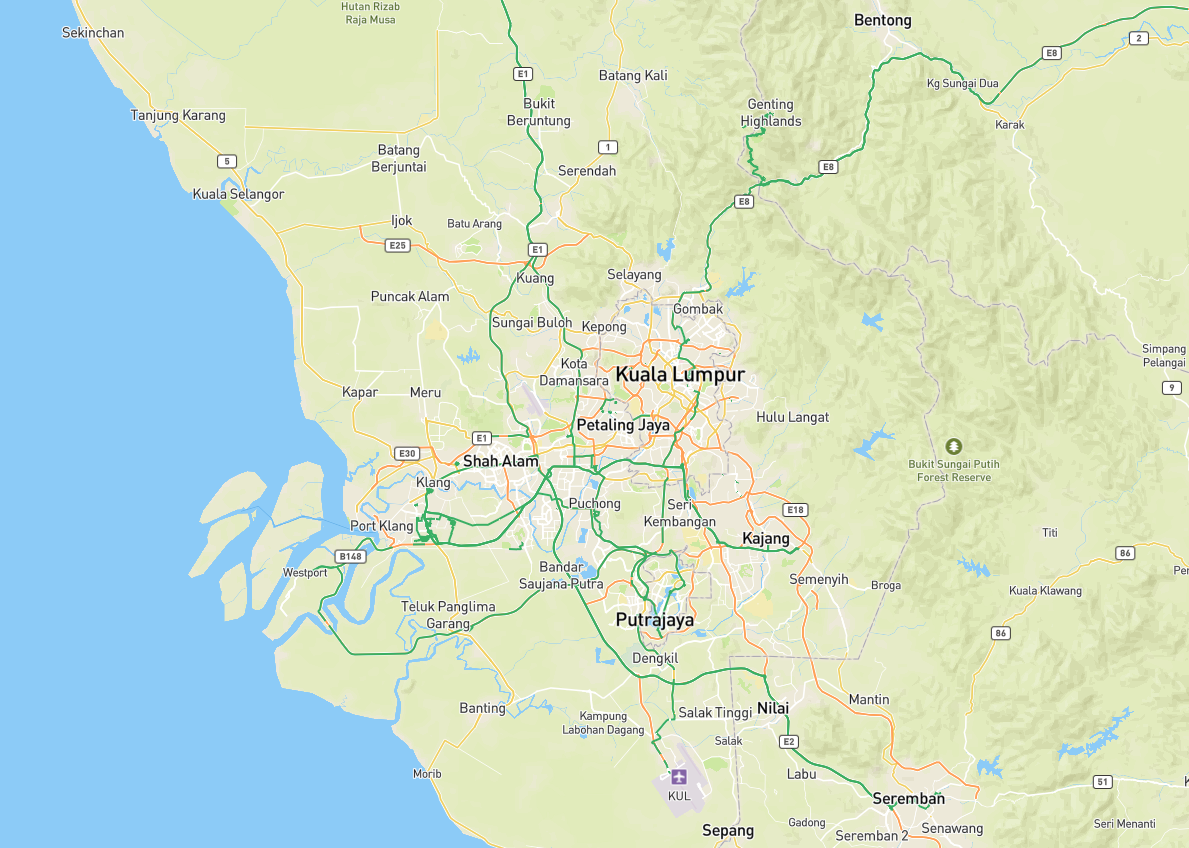 Hutan Rizab
Raja Musa
Bentong
Sekinchan
2
E8
E1
Batang Kali
Kg Sungai Dua
Bukit
Beruntung
Genting
Highlands
Tanjung Karang
Karak
1
Batang
Berjuntai
5
E8
Serendah
Kuala Selangor
E8
Ijok
Batu Arang
E25
E1
Kuang
Selayang
Puncak Alam
Gombak
Sungai Buloh
Kepong
Simpang
Pelangai
Kota
Damansara
Kuala Lumpur
9
Kapar
Meru
Hulu Langat
Petaling Jaya
E1
E30
Shah Alam
Bukit Sungai Putih
Forest Reserve
Klang
Puchong
Seri
Kembangan
E18
Port Klang
Kajang
Titi
B148
86
Westport
Bandar
Saujana Putra
Semenyih
Broga
Per
Kuala Klawang
Teluk Panglima
Garang
Putrajaya
86
Dengkil
Mantin
Banting
Kampung
Labohan Dagang
Salak Tinggi
Nilai
Salak
E2
Morib
Labu
51
K
KUL
Seremban
Gadong
Sepang
Seremban 2
Senawang
Seri Menanti